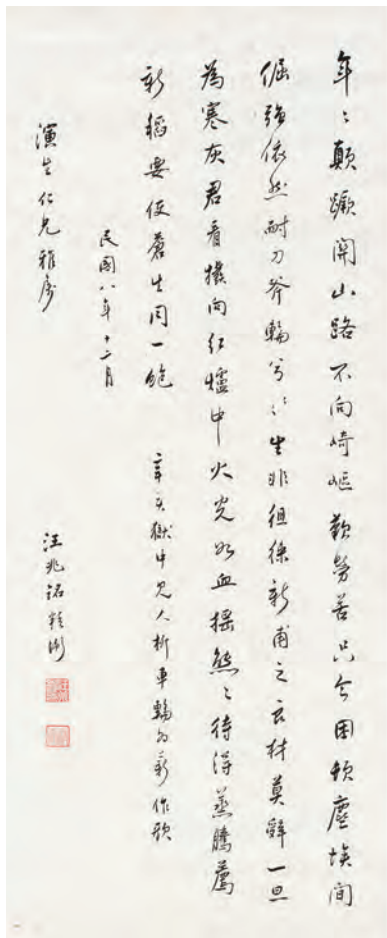 年〻顛蹶關山路不向崎嶇歎勞苦只今困頓塵埃間
倔強依然耐刀斧輪兮〻〻生非徂徠新甫之良材莫辭一旦
為寒灰君看擲向紅爐中火光如血搖熊〻待得蒸騰薦
新稻要使蒼生同一飽 辛亥獄中見人析車輪為薪作歌
民國八年十二月
演生仁兄雅屬 汪兆銘精衛